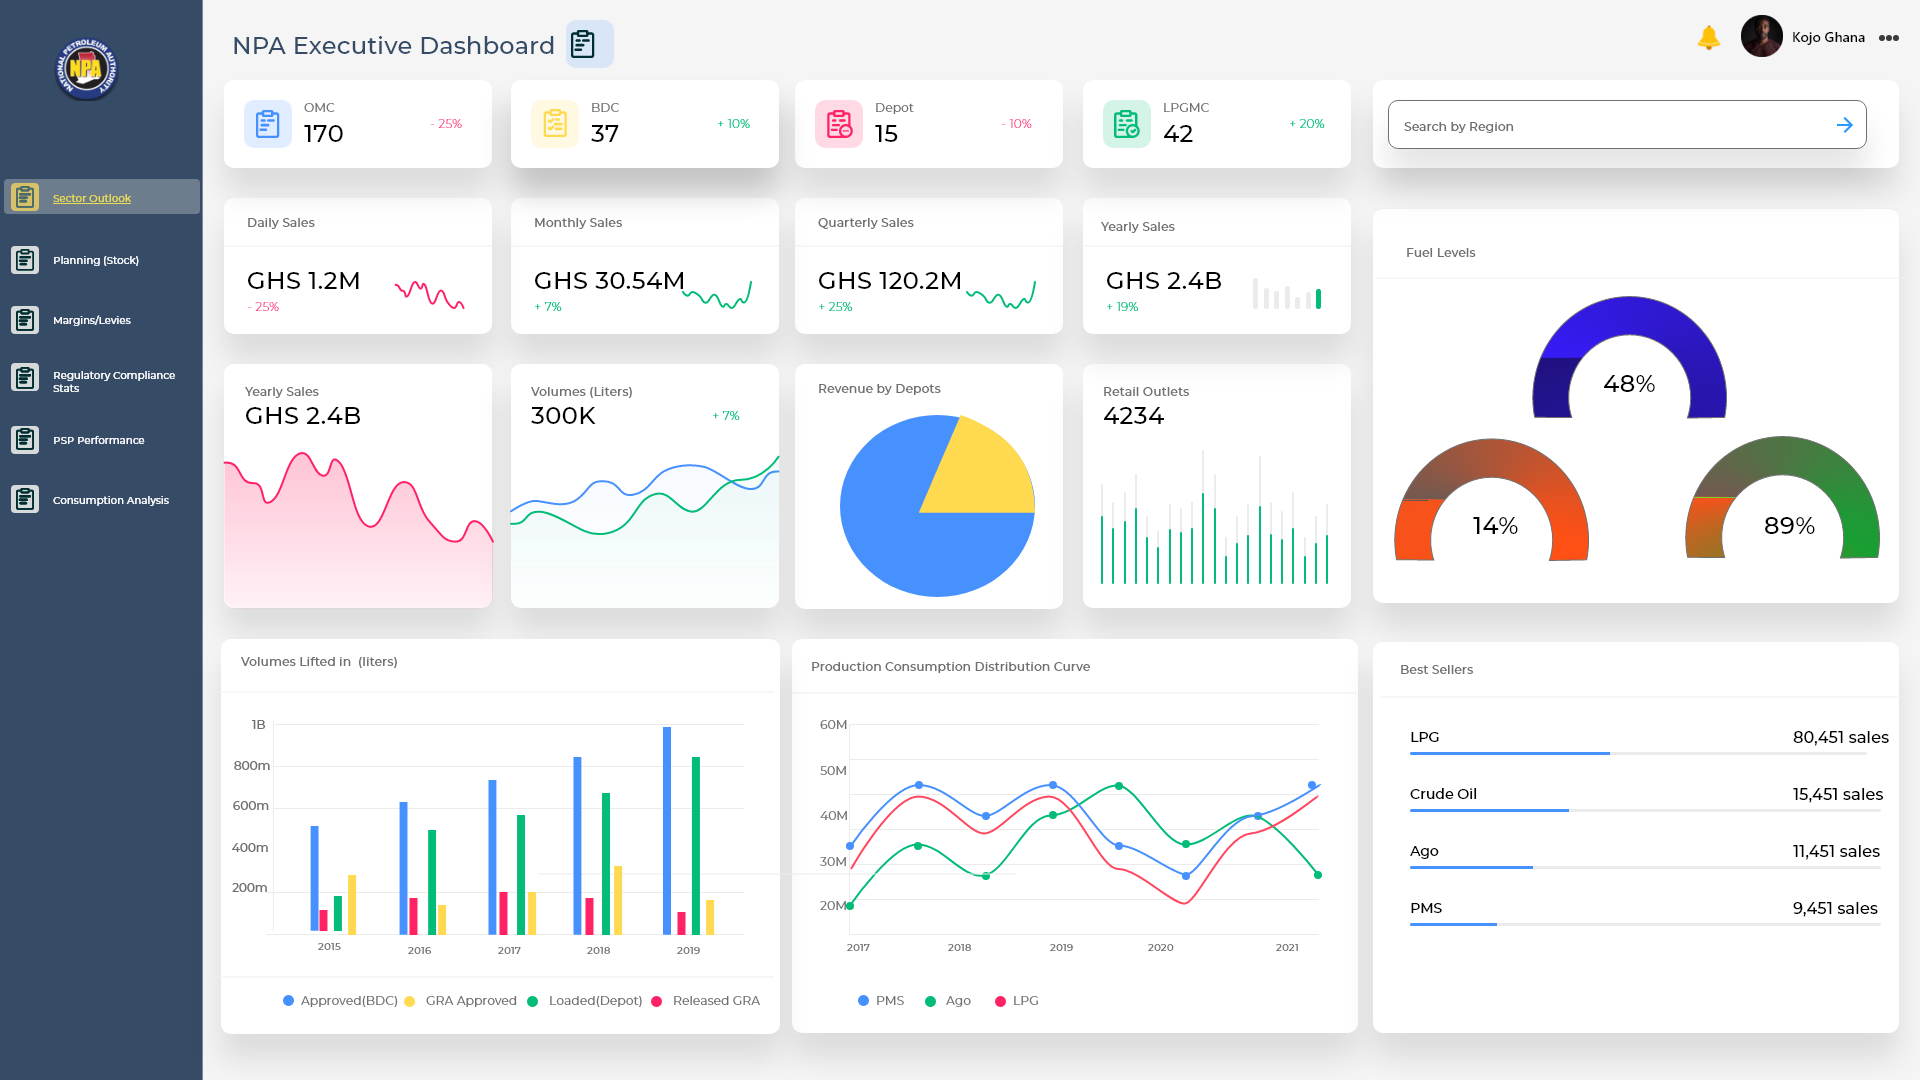 NATIONAL PETROLEUM AUTHORITY
NPA
Sector Outlook
Planning (Stock)
Margins/Levies
Regulatory Compliance
Stats
PSP Performance
Consumption Analysis
NPA Executive Dashboard
Kojo Ghana
OMC
170
- 25%
BDC
37
+ 10%
Depot
15
- 10%
LPGMC
42
+ 20%
Search by Region
Daily Sales
GHS 1.2M
- 25%
Monthly Sales
GHS 30.54M
+ 7%
Quarterly Sales
GHS 120.2M
+ 25%
Yearly Sales
GHS 2.4B
+ 19%
Fuel Levels
48%
14%
89%
Yearly Sales
GHS 2.4B
Volumes (Liters)
300K
+ 7%
Revenue by Depots
Retail Outlets
4234
Volumes Lifted in (liters)
1B
800m
600m
400m
200m
2015
2016
2017
2018
2019
Approved(BDC)
GRA Approved
Loaded(Depot)
Released GRA
Production Consumption Distribution Curve
60M
50M
40M
30M
20M
2017
2018
2019
2020
2021
PMS
Ago
LPG
Best Sellers
LPG 80,451 sales
Crude Oil 15,451 sales
Ago 11,451 sales
PMS 9,451 sales